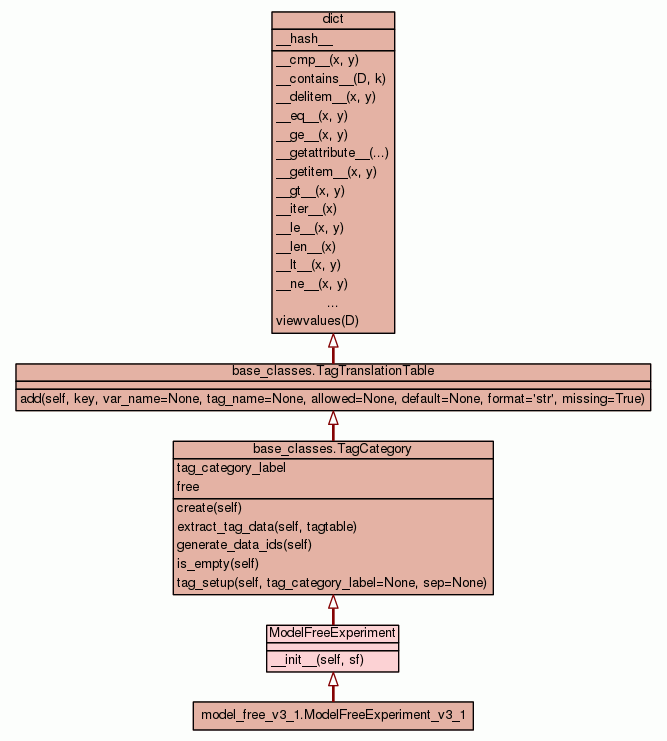 dict
__hash__
__cmp__(x, y)
__contains__(D, k)
__delitem__(x, y)
__eq__(x, y)
__ge__(x, y)
__getattribute__(...)
__getitem__(x, y)
__gt__(x, y)
__iter__(x)
__le__(x, y)
__len__(x)
__lt__(x, y)
__ne__(x, y)
...
viewvalues(D)
base_classes.TagTranslationTable
add(self, key, var_name=None, tag_name=None, allowed=None, default=None, format='str', missing=True)
base_classes.TagCategory
tag_category_label
free
create(self)
extract_tag_data(self, tagtable)
generate_data_ids(self)
is_empty(self)
tag_setup(self, tag_category_label=None, sep=None)
ModelFreeExperiment
__init__(self, sf)
model_free_v3_1.ModelFreeExperiment_v3_1